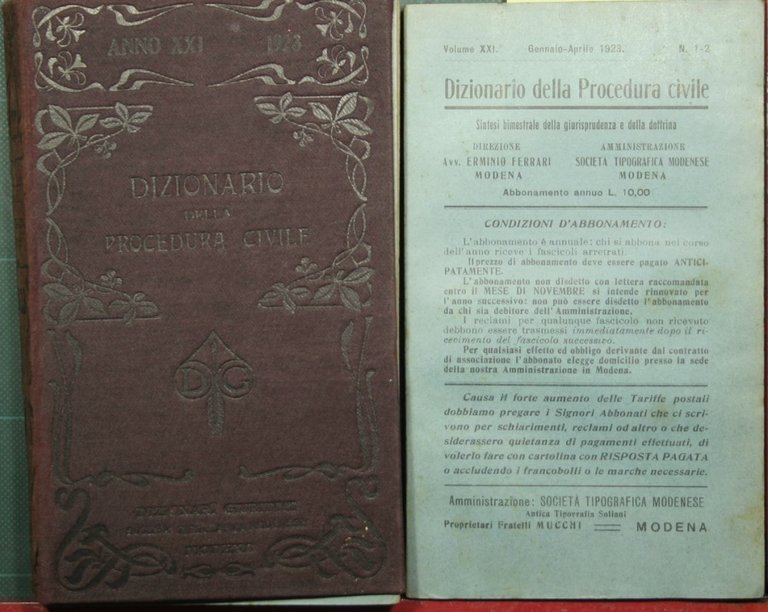 ANNO XXI 1923
DIZIONARIO
DELLA
PROCEDURA CIVILE
D G
DIZIONARI
MODENA
Volume XXI. Gennaio-Aprile 1923. N. 1-2
Dizionario della Procedura civile
Sintesi bimestrale della giurisprudenza e della dottrina
DIREZIONE AMMINISTRAZIONE
Avv. ERMINIO FERRARI SOCIETÀ TIPOGRAFICA MODENESE
MODENA MODENA
Abbonamento annuo L. 10,00
CONDIZIONI D'ABBONAMENTO:
L'abbonamento è annuale: chi si abbona nel corso
dell'anno riceve i fascicoli arretrati.
Il prezzo di abbonamento deve essere pagato ANTICI-
PATAMENTE.
L'abbonamento non disdetto con lettera raccomandata
entro il MESE DI NOVEMBRE si intende rinnovato per
l'anno successivo: non può essere disdetto l'abbonamento
da chi sia debitore dell'Amministrazione.
I reclami per qualunque fascicolo non ricevuto
debbono essere trasmessi immediatamente dopo il ri-
cecimento del fascicolo successivo.
Per qualsiasi effetto ed obbligo derivante dal contratto
di associazione l'abbonato elegge domicilio presso la sede
della nostra Amministrazione in Modena.
Causa il forte aumento delle Tariffe postali
dobbiamo pregare i Signori Abbonati che ci scri-
vono per schiarimenti, reclami od altro o che de-
siderassero quietanza di pagamenti effettuati, di
volerlo fare con cartolina con RISPOSTA PAGATA
o accludendo i francobolli o le marche necessarie.
Amministrazione: SOCIETÀ TIPOGRAFICA MODENESE
Antica Tipografia Soliani
Proprietari Fratelli MUCCHI MODENA